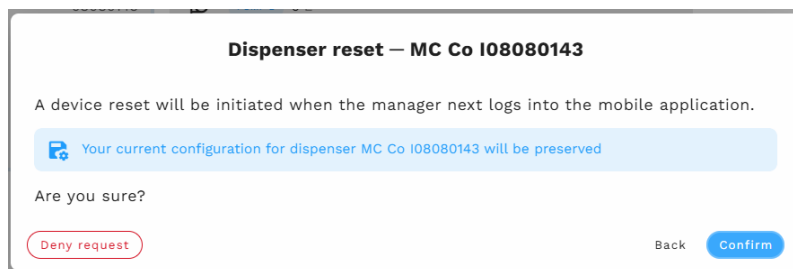 Dispenser reset — MC Co I08080143
A device reset will be initiated when the manager next logs into the mobile application.
Your current configuration for dispenser MC Co I08080143 will be preserved
Are you sure?
Deny request
Back
Confirm